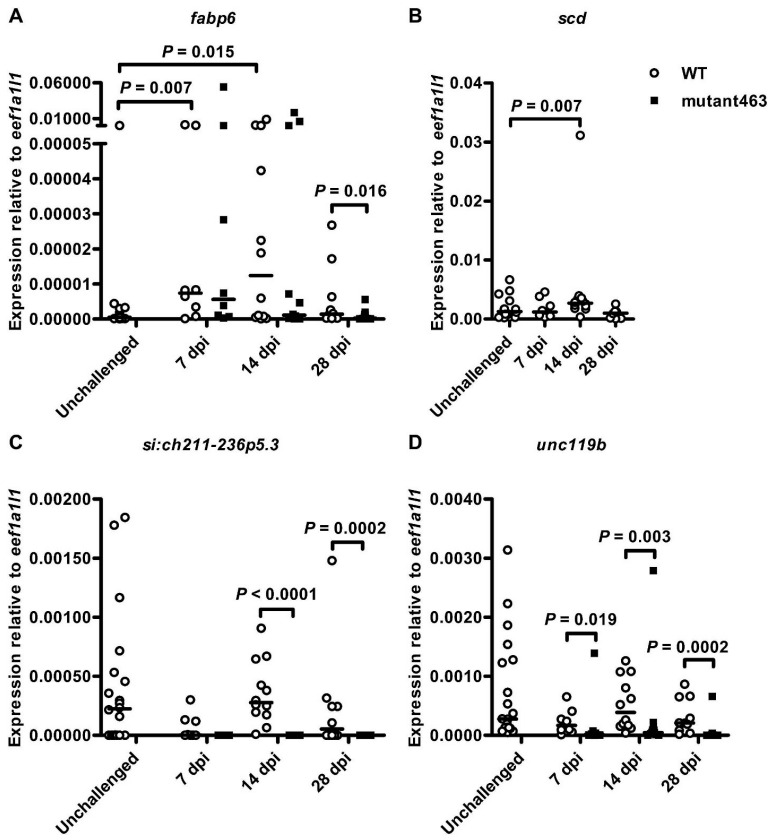 A
fabp6
P = 0.015
P = 0.007
P = 0.016
Expression relative to eef1a1l1
0.06000
0.01000
0.00005
0.00004
0.00003
0.00002
0.00001
0.00000
Unchallenged
7 dpi
14 dpi
28 dpi
B
scd
WT
mutant463
P = 0.007
Expression relative to eef1a1l1
0.04
0.03
0.02
0.01
0.00
Unchallenged
7 dpi
14 dpi
28 dpi
C
si:ch211-236p5.3
P = 0.0002
P < 0.0001
Expression relative to eef1a1l1
0.00200
0.00150
0.00100
0.00050
0.00000
Unchallenged
7 dpi
14 dpi
28 dpi
D
unc119b
P = 0.003
P = 0.019
P = 0.0002
Expression relative to eef1a1l1
0.0040
0.0030
0.0020
0.0010
0.0000
Unchallenged
7 dpi
14 dpi
28 dpi